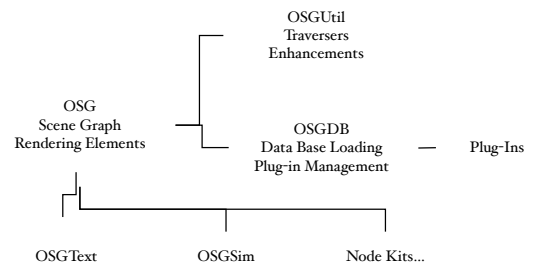 OSGUtil
Traversers
Enhancements
OSG
Scene Graph
Rendering Elements
OSGDB
Data Base Loading
Plug-in Management
Plug-Ins
OSGText
OSGSim
Node Kits...